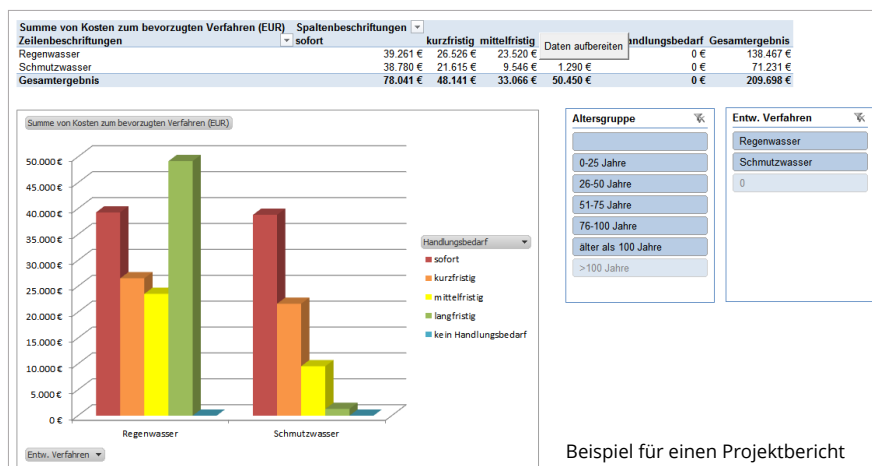 Summe von Kosten zum bevorzugten Verfahren (EUR) Spaltenbeschriftungen
Zeilenbeschriftungen sofort kurzfristig mittelfristig Daten aufbereiten ndlungsbedarf Gesamtergebnis
Regenwasser 39.261 € 26.526 € 23.520 € 0 € 138.467 €
Schmutzwasser 38.780 € 21.615 € 9.546 € 1.290 € 0 € 71.231 €
Gesamtergebnis 78.041 € 48.141 € 33.066 € 50.450 € 0 € 209.698 €
Summe von Kosten zum bevorzugten Verfahren (EUR)
50.000 €
45.000 €
40.000 €
35.000 €
30.000 €
25.000 €
20.000 €
15.000 €
10.000 €
5.000 €
0 €
Regenwasser Schmutzwasser
Entw. Verfahren
Handlungsbedarf
sofort
kurzfristig
mittelfristig
langfristig
kein Handlungsbedarf
Altersgruppe
0-25 Jahre
26-50 Jahre
51-75 Jahre
76-100 Jahre
älter als 100 Jahre
>100 Jahre
Entw. Verfahren
Regenwasser
Schmutzwasser
0
Beispiel für einen Projektbericht